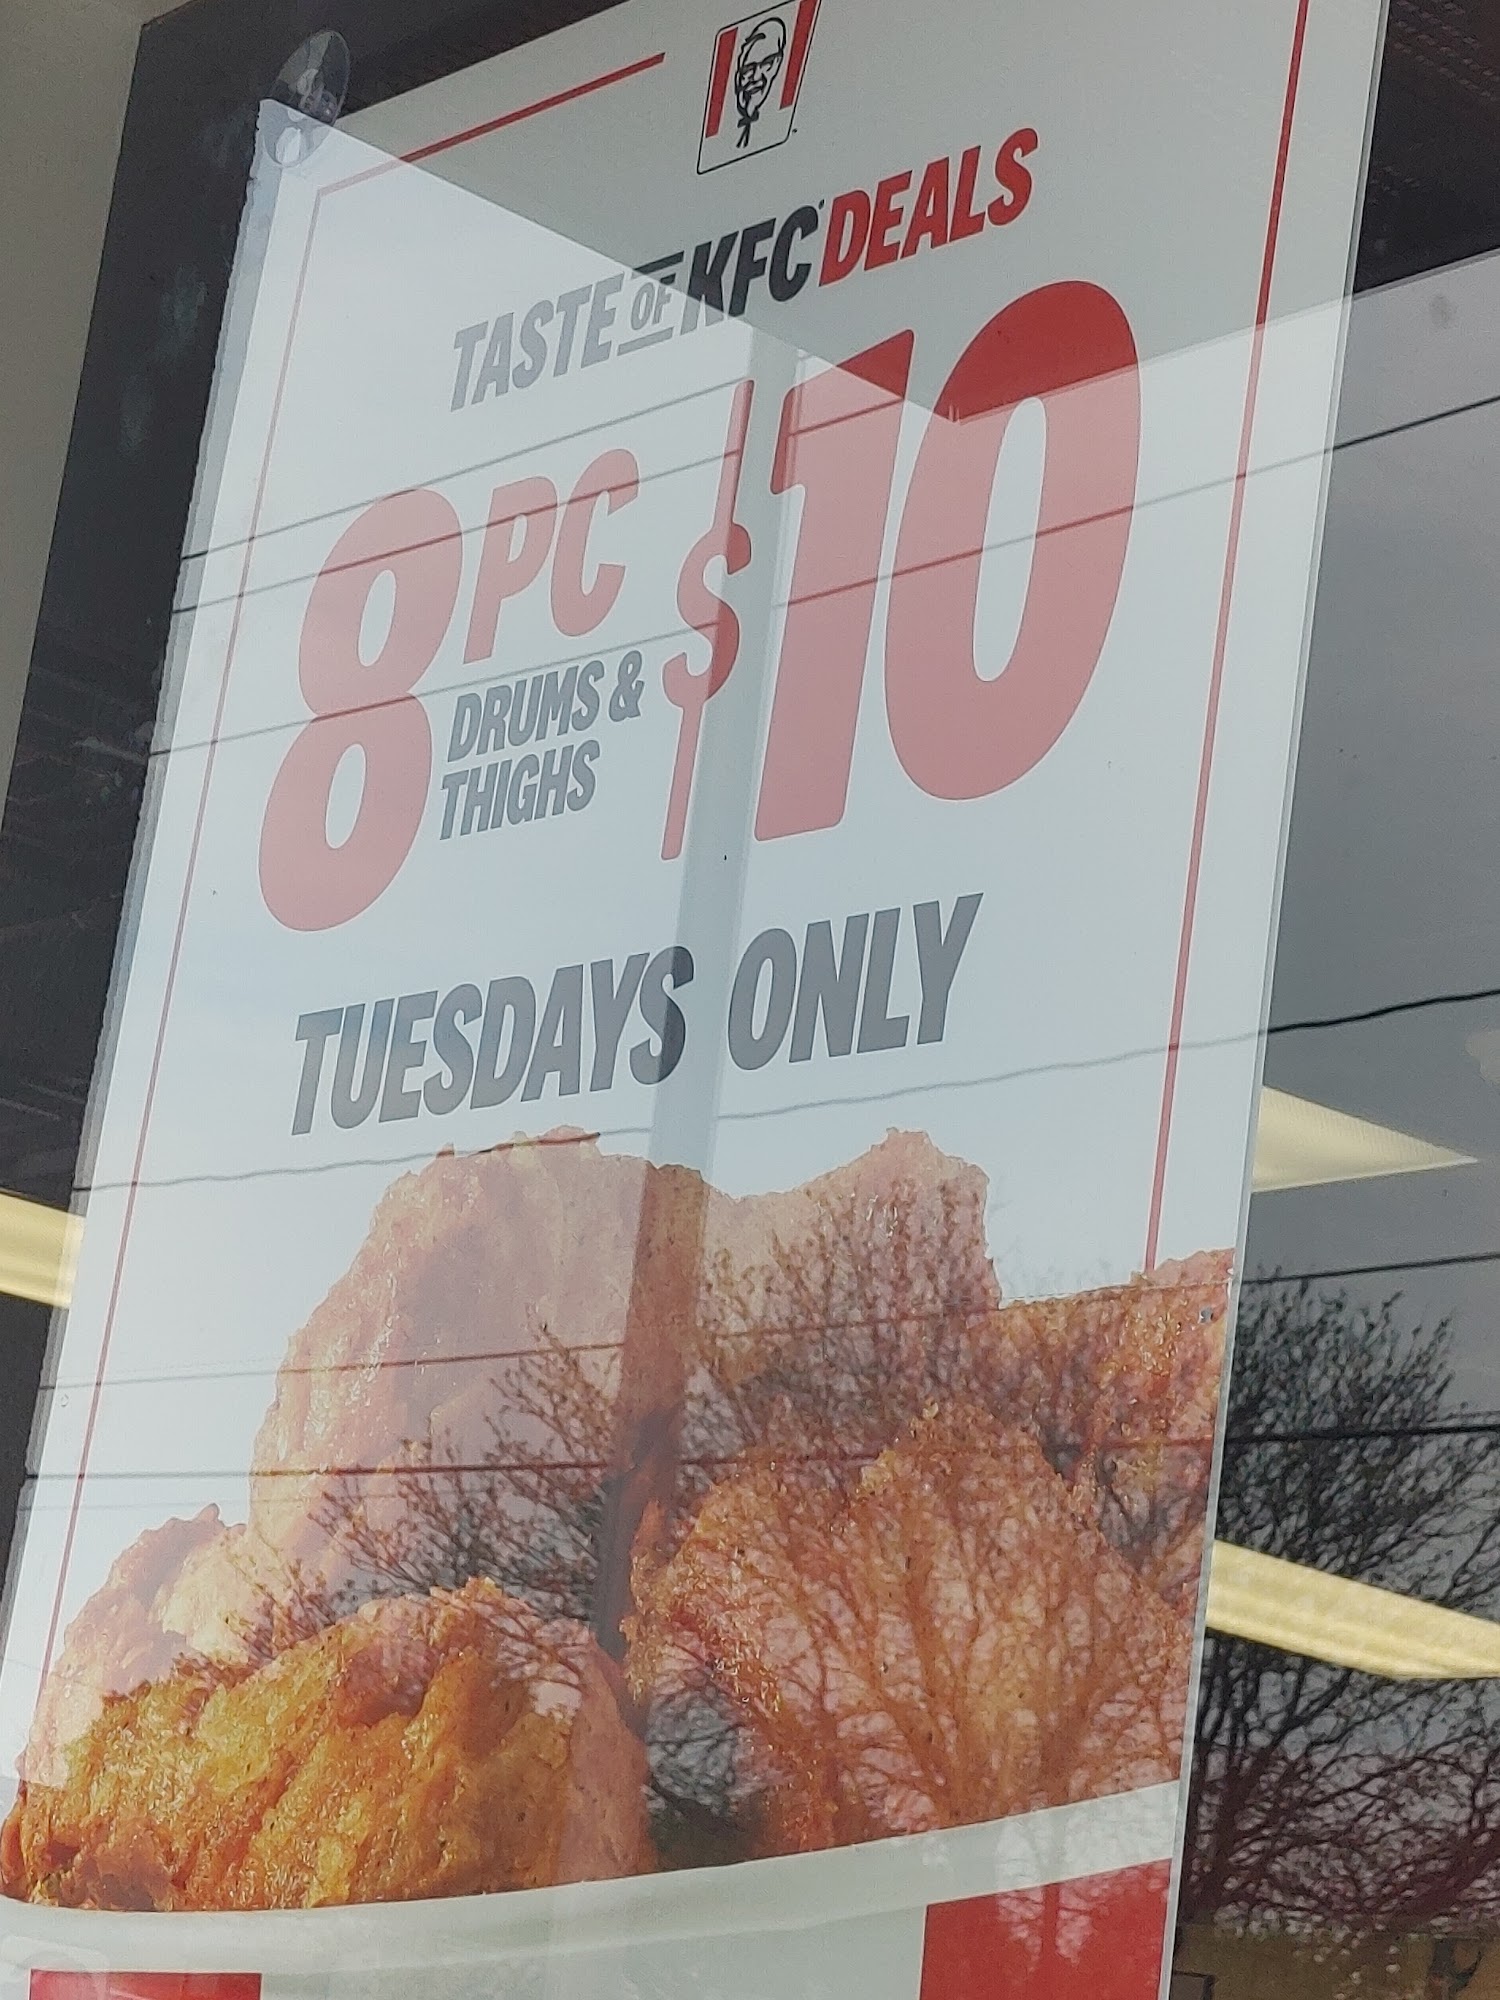 TASTE OF KFC DEALS
8 PC $10
DRUMS &
THIGHS
TUESDAYS ONLY